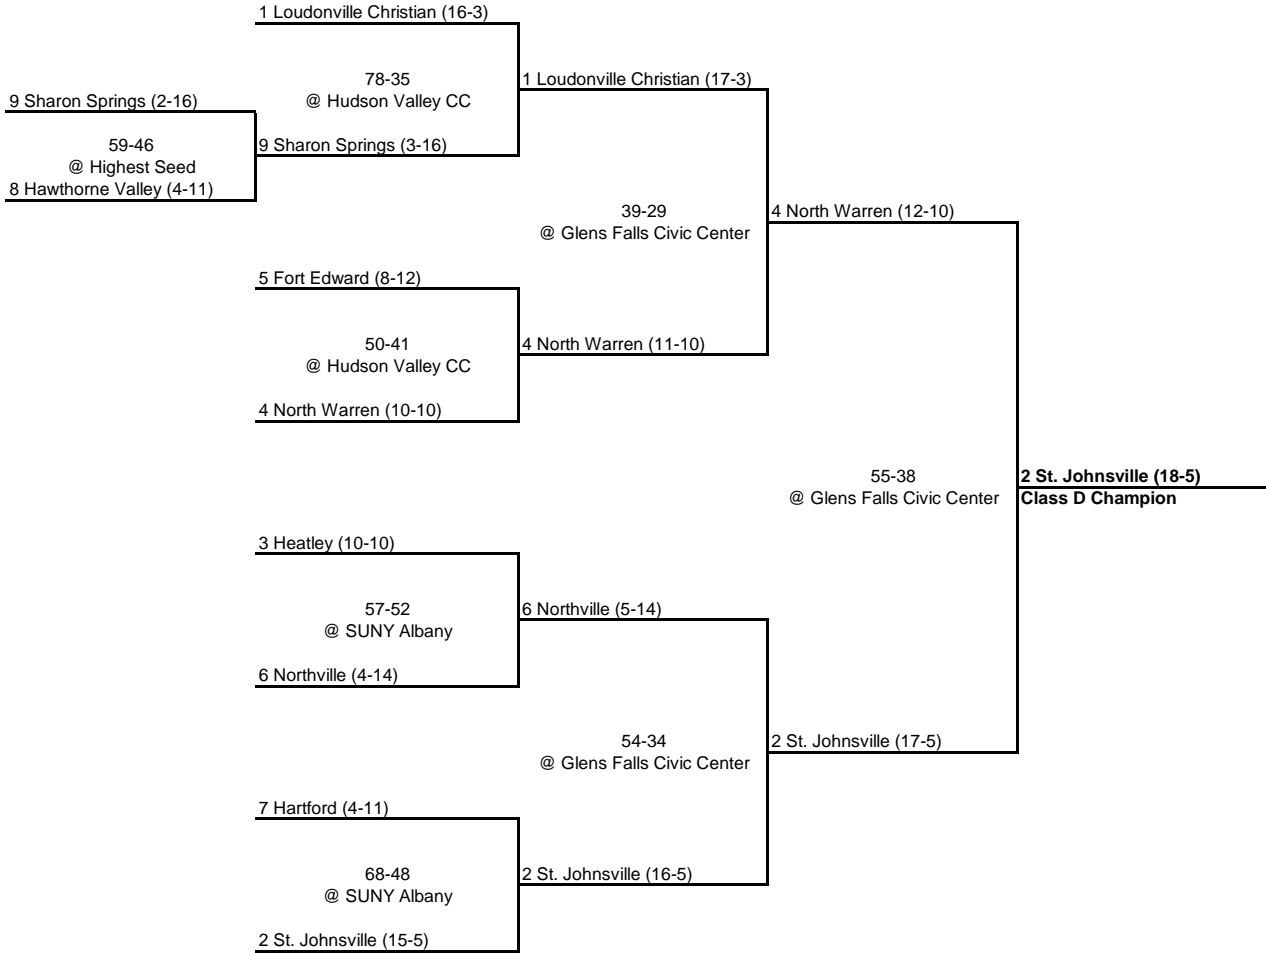 1 Loudonville Christian (16-3)
78-35
@ Hudson Valley CC
1 Loudonville Christian (17-3)
9 Sharon Springs (2-16)
59-46
@ Highest Seed
8 Hawthorne Valley (4-11)
9 Sharon Springs (3-16)
39-29
@ Glens Falls Civic Center
4 North Warren (12-10)
5 Fort Edward (8-12)
50-41
@ Hudson Valley CC
4 North Warren (11-10)
4 North Warren (10-10)
55-38
@ Glens Falls Civic Center
2 St. Johnsville (18-5)
Class D Champion
3 Heatley (10-10)
57-52
@ SUNY Albany
6 Northville (5-14)
6 Northville (4-14)
54-34
@ Glens Falls Civic Center
2 St. Johnsville (17-5)
7 Hartford (4-11)
68-48
@ SUNY Albany
2 St. Johnsville (16-5)
2 St. Johnsville (15-5)